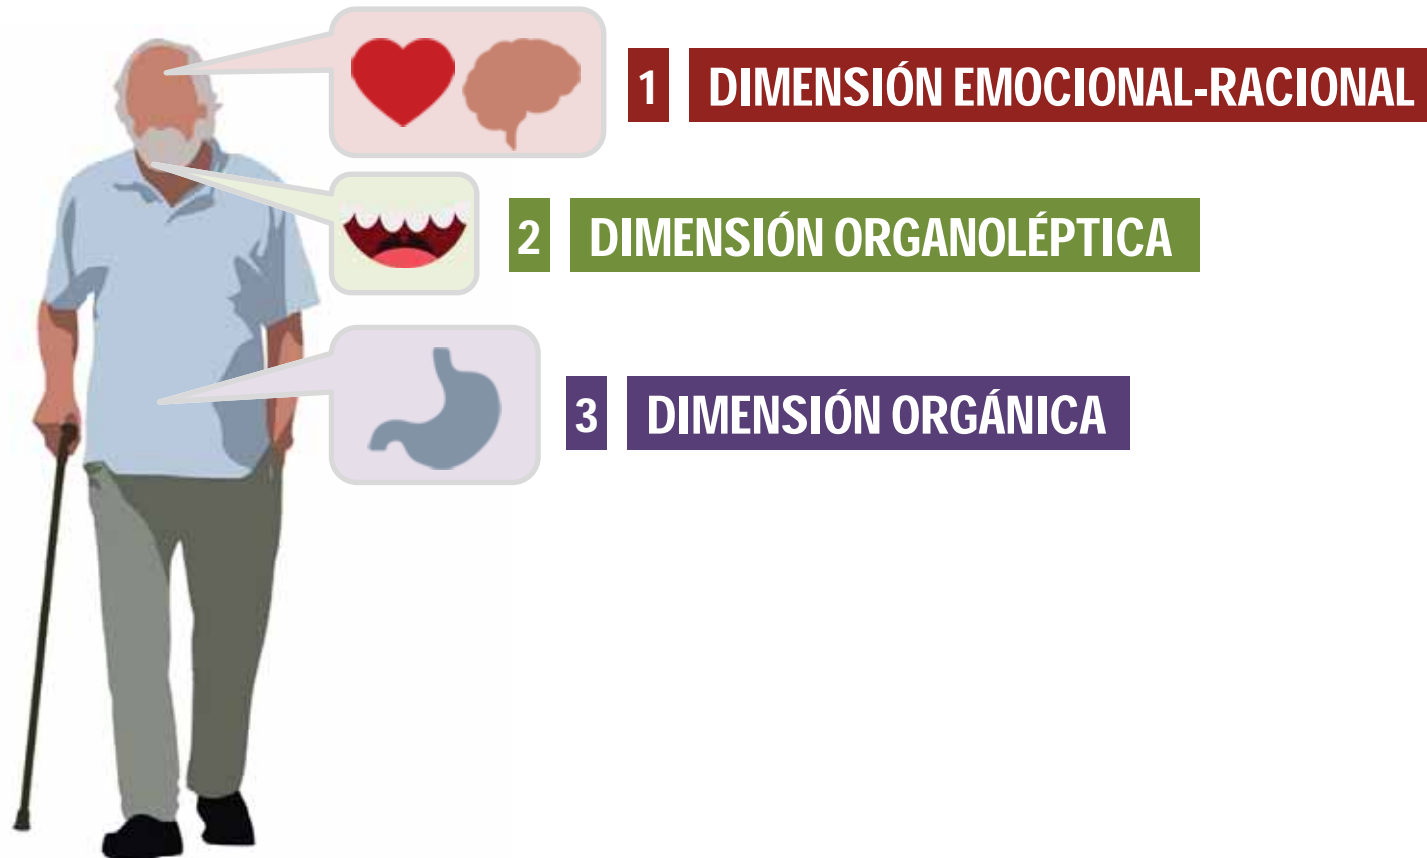 1 DIMENSIÓN EMOCIONAL-RACIONAL
2 DIMENSIÓN ORGANOLÉPTICA
3 DIMENSIÓN ORGÁNICA